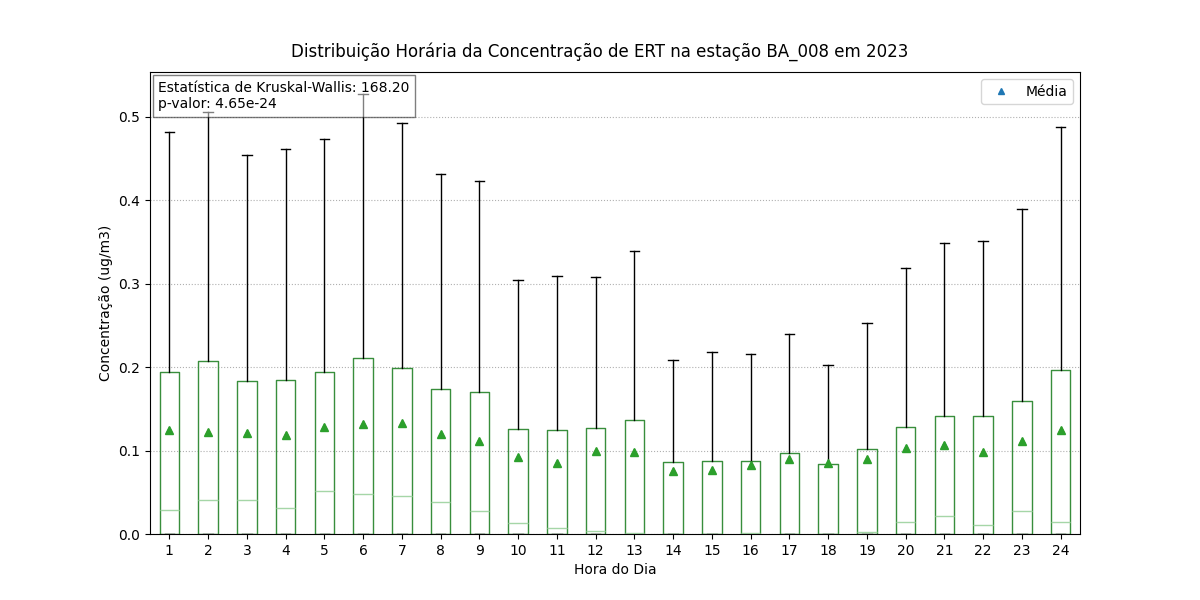 Distribuição Horária da Concentração de ERT na estação BA_008 em 2023
Estatística de Kruskal-Wallis: 168.20
p-valor: 4.65e-24
Média
Concentração (ug/m3)
0.5
0.4
0.3
0.2
0.1
0.0
1 2 3 4 5 6 7 8 9 10 11 12 13 14 15 16 17 18 19 20 21 22 23 24
Hora do Dia